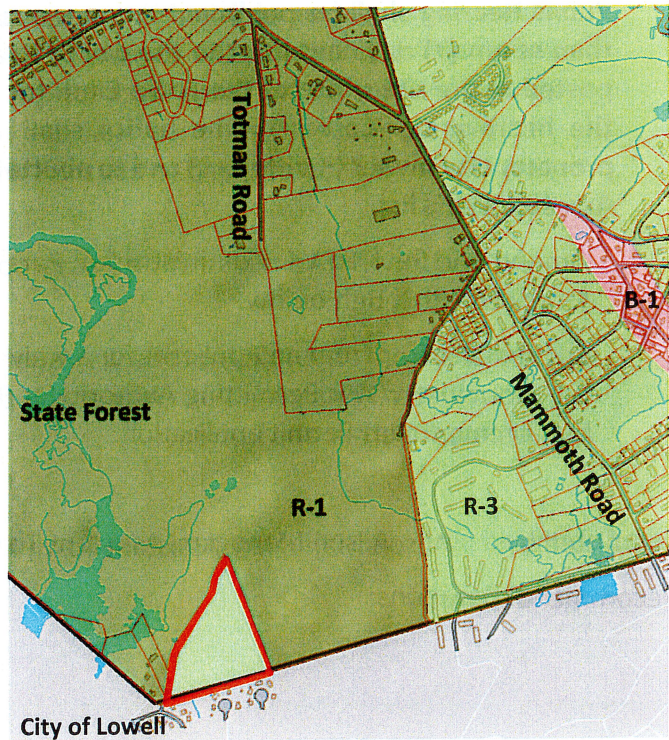 Totman Road
B-1
State Forest
Mammoth Road
R-1
R-3
City of Lowell